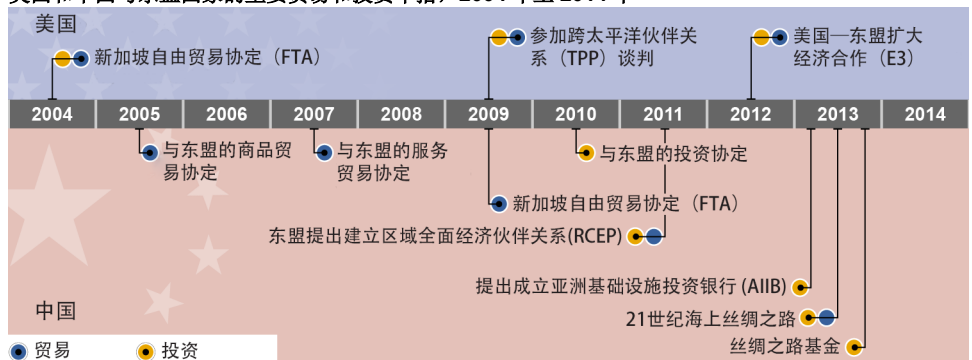 美国
新加坡自由贸易协定（FTA）
参加跨太平洋伙伴关
系（TPP）谈判
美国—东盟扩大
经济合作（E3）
2004 2005 2006 2007 2008 2009 2010 2011 2012 2013 2014
与东盟的商品贸
易协定
与东盟的服务
贸易协定
与东盟的投资协定
新加坡自由贸易协定（FTA）
东盟提出建立区域全面经济伙伴关系(RCEP)
提出成立亚洲基础设施投资银行 (AIIB)
21世纪海上丝绸之路
丝绸之路基金
中国
贸易 投资